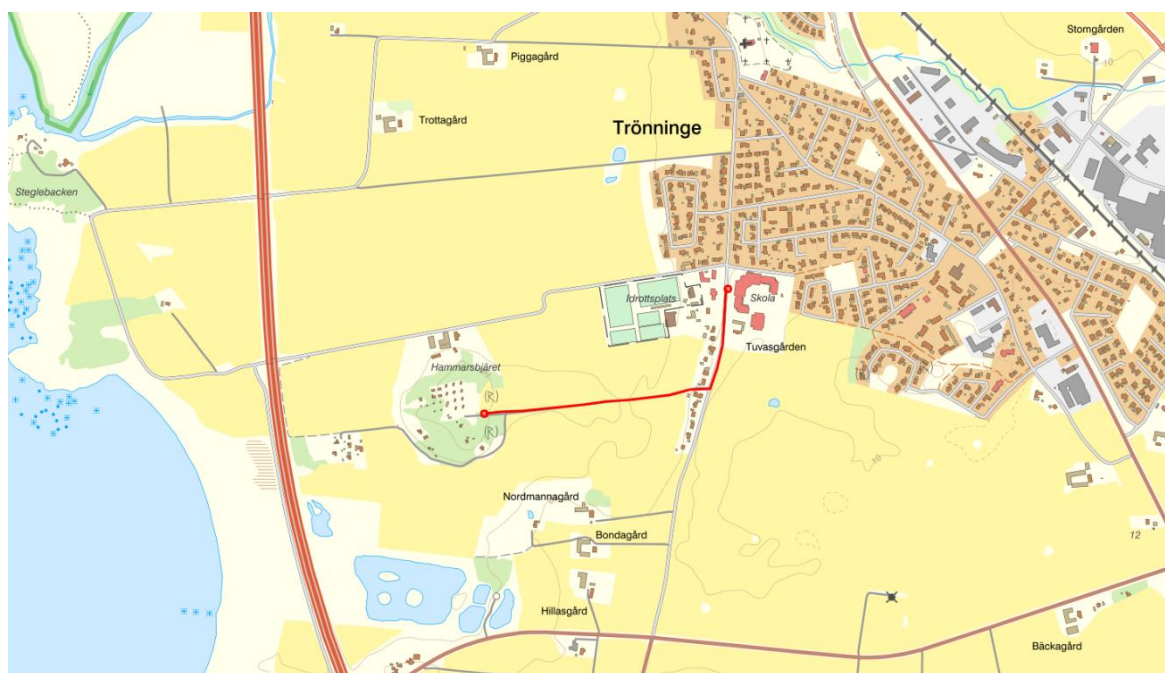 Stomgården
10
Piggagård
Trottagård
Trönninge
Steglebacken
Idrottsplats
Skola
Tuvasgården
Hammarsbjäret
(R)
(R)
10
Nordmannagård
Bondagård
12
Hillasgård
Bäckagård